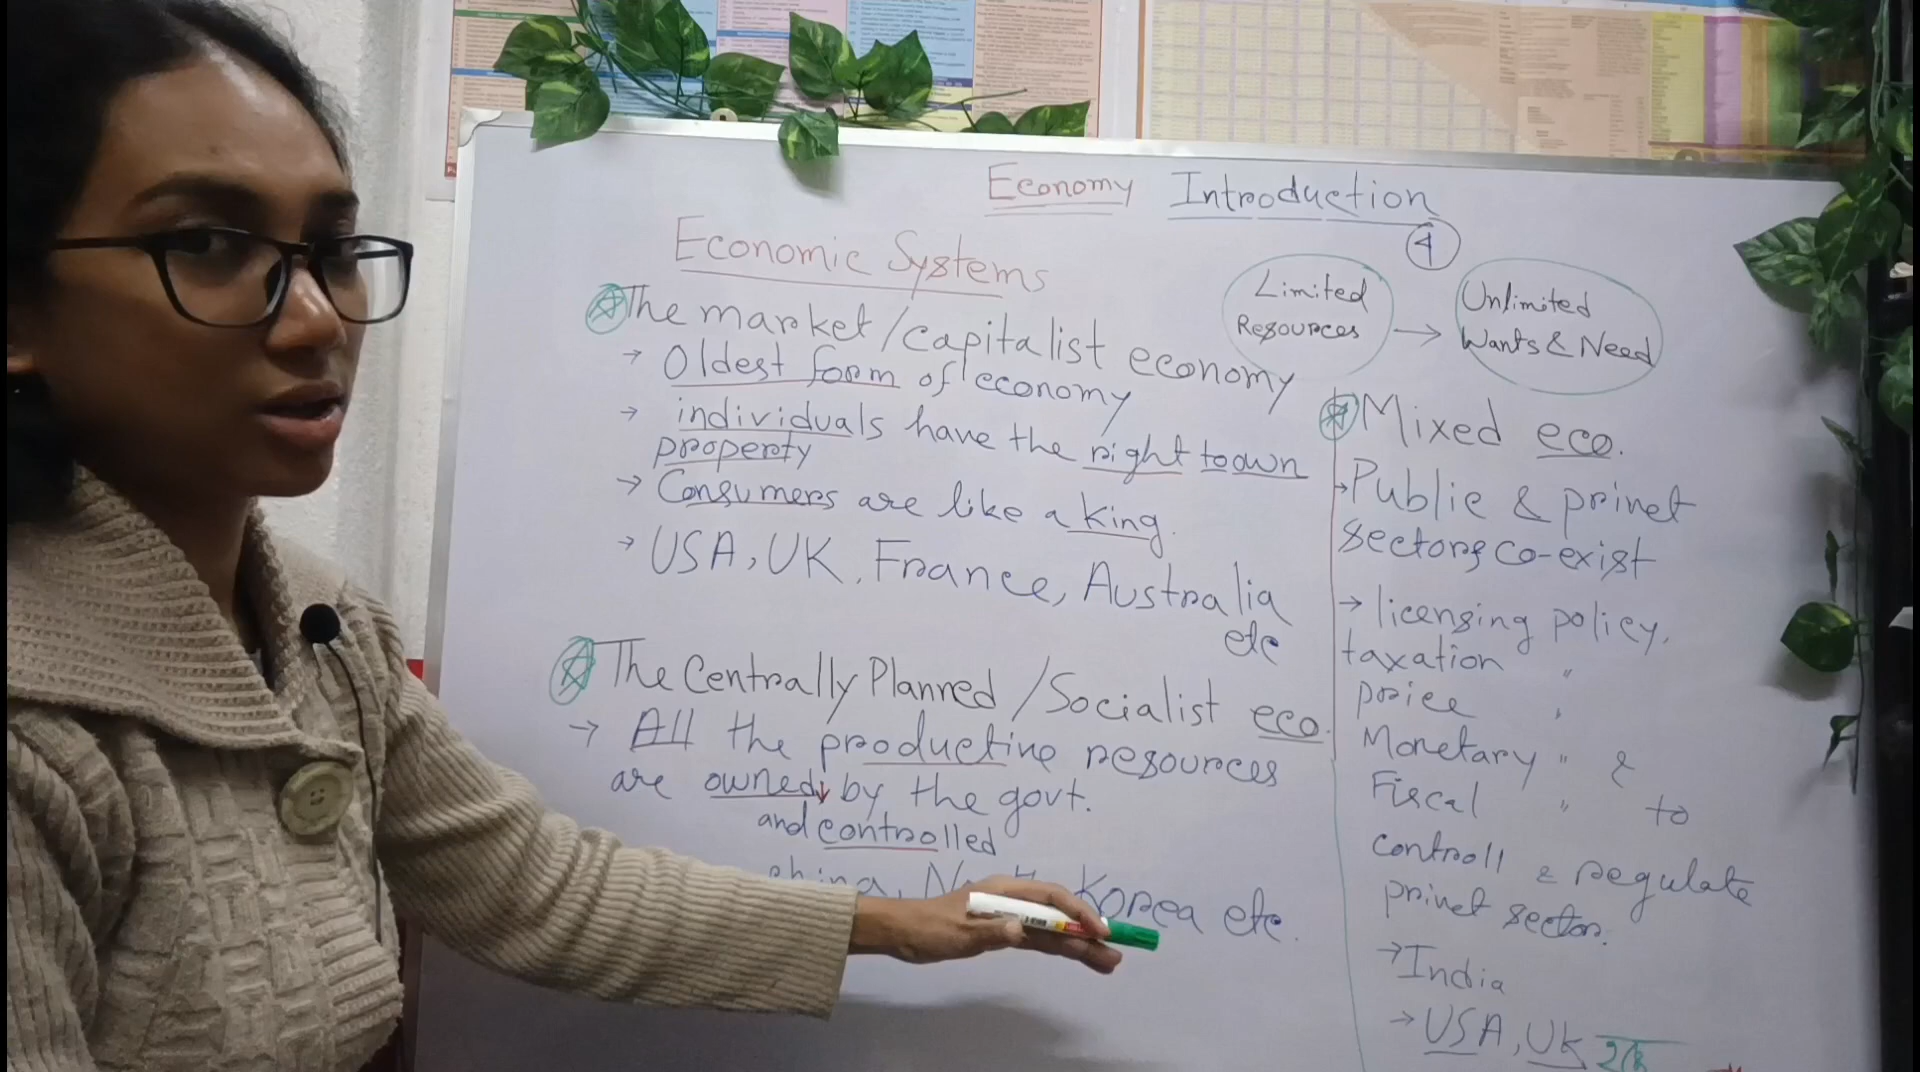 Economy Introduction
4
Economic Systems
The market/capitalist economy
→ Oldest form of economy
→ individuals have the right to own
property
→ Consumers are like a king.
→ USA, UK, France, Australia
etc
The Centrally Planned/Socialist eco.
→ All the productive resources
are owned by the govt.
and controlled
china, Korea etc.
Limited
Resources
→
Unlimited
Wants & Need
Mixed eco.
→ Public & privet
sectors co-exist
→ licensing policy,
taxation "
price "
Monetary " &
Fiscal " to
controll & regulate
privet sector.
→ India
→ USA, UK